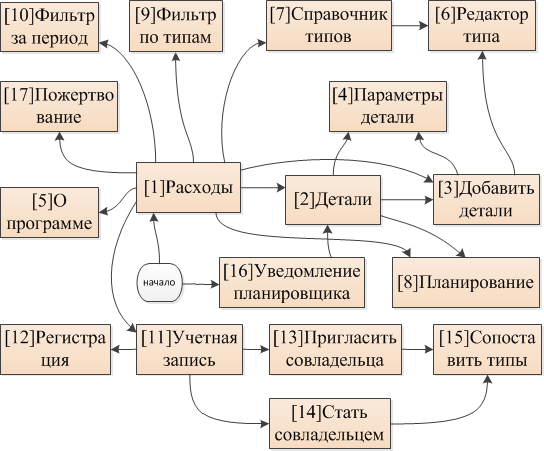 [10]Фильтр
за период
[9]Фильтр
по типам
[7]Справочник
типов
[6]Редактор
типа
[17]Пожертво
вание
[4]Параметры
детали
[1]Расходы
[2]Детали
[3]Добавить
детали
[5]О
программе
начало
[16]Уведомление
планировщика
[8]Планирование
[12]Регистра
ция
[11]Учетная
запись
[13]Пригласить
совладельца
[15]Сопоста
вить типы
[14]Стать
совладельцем